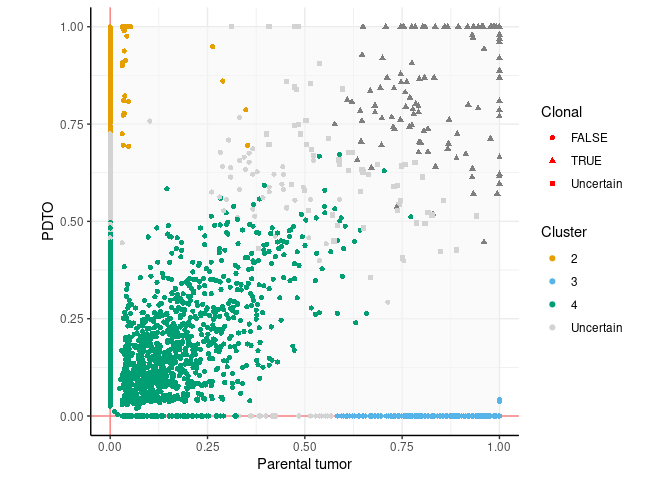 1.00
0.75
0.50
0.25
0.00
PDTO
0.00
0.25
0.50
0.75
1.00
Parental tumor
Clonal
FALSE
TRUE
Uncertain
Cluster
2
3
4
Uncertain